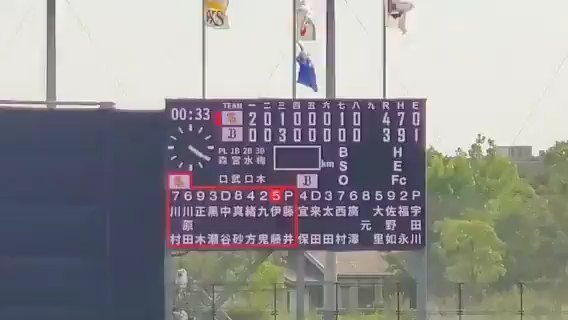 00:33 TEAM 一二三四五六七八九 R H E
B
2 0 1 0 0 0 1 0 4 7 0
B 0 0 3 0 0 0 0 3 9 1
PL 1B 2B 3B B H
森 宮 水 梅 km S E
口 武 口 木 B O Fc
7 6 9 3 D 8 4 2 5 P 4 D 3 7 6 8 5 9 2 P
川 川 正 黒 中 真 緒 九 伊 藤 宜 来 太 西 廣 大 佐 福 宇
原 元 野 田
村 田 木 瀬 谷 砂 方 鬼 藤 井 保 田 田 村 澤 里 如 永 川